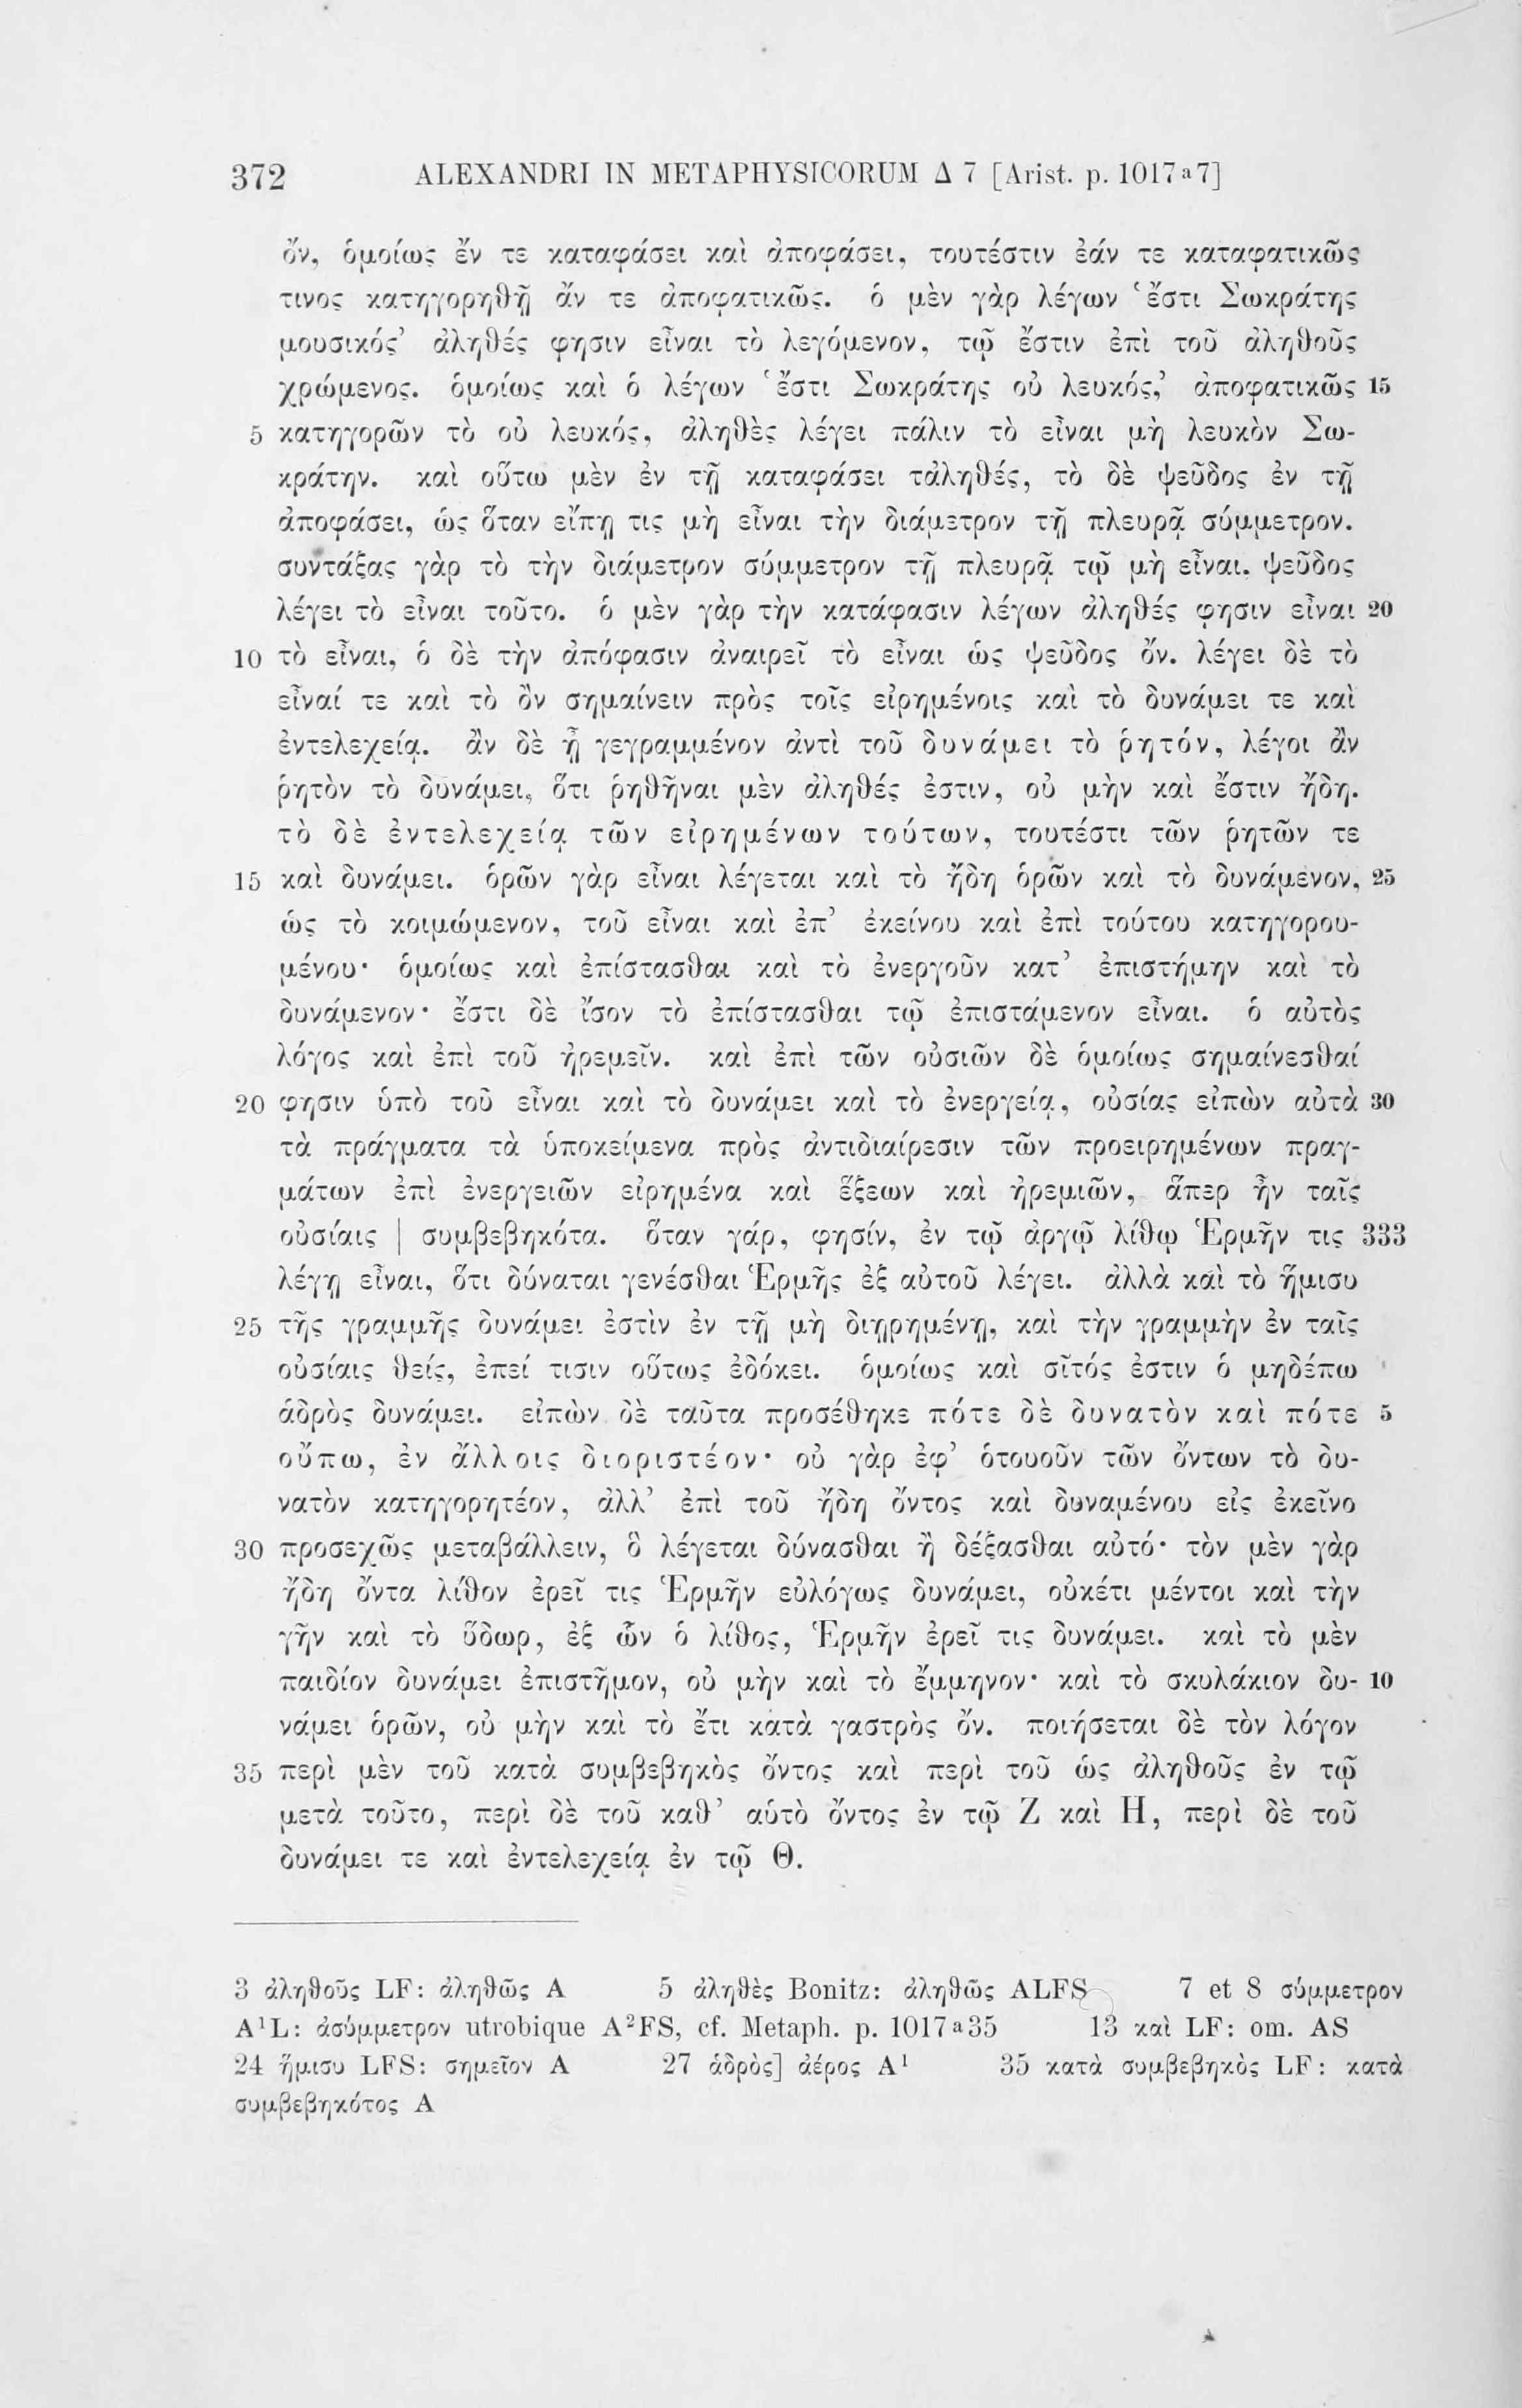 372 ALEXANDRI IN METAPHYSICORUM Δ 7 [Arist. p. 1017ᵃ7]
ὄν, ὁμοίως ἔν τε καταφάσει καὶ ἀποφάσει, τουτέστιν ἐάν τε καταφατικῶς
τινος κατηγορηθῇ ἄν τε ἀποφατικῶς. ὁ μὲν γὰρ λέγων ‘ἔστι Σωκράτης
μουσικός’ ἀληθές φησιν εἶναι τὸ λεγόμενον, τῷ ἔστιν ἐπὶ τοῦ ἀληθοῦς
χρώμενος. ὁμοίως καὶ ὁ λέγων ‘ἔστι Σωκράτης οὐ λευκός,’ ἀποφατικῶς 15
5 κατηγορῶν τὸ οὐ λευκός, ἀληθὲς λέγει πάλιν τὸ εἶναι μὴ λευκὸν Σω-
κράτην. καὶ οὕτω μὲν ἐν τῇ καταφάσει τἀληθές, τὸ δὲ ψεῦδος ἐν τῇ
ἀποφάσει, ὡς ὅταν εἴπῃ τις μὴ εἶναι τὴν διάμετρον τῇ πλευρᾷ σύμμετρον.
συντάξας γὰρ τὸ τὴν διάμετρον σύμμετρον τῇ πλευρᾷ τῷ μὴ εἶναι, ψεῦδος
λέγει τὸ εἶναι τοῦτο. ὁ μὲν γὰρ τὴν κατάφασιν λέγων ἀληθές φησιν εἶναι 20
10 τὸ εἶναι, ὁ δὲ τὴν ἀπόφασιν ἀναιρεῖ τὸ εἶναι ὡς ψεῦδος ὄν. λέγει δὲ τὸ
εἶναί τε καὶ τὸ ὂν σημαίνειν πρὸς τοῖς εἰρημένοις καὶ τὸ δυνάμει τε καὶ
ἐντελεχείᾳ. ἂν δὲ ᾖ γεγραμμένον ἀντὶ τοῦ δυνάμει τὸ ῥητόν, λέγοι ἂν
ῥητὸν τὸ δυνάμει, ὅτι ῥηθῆναι μὲν ἀληθές ἐστιν, οὐ μὴν καὶ ἔστιν ἤδη.
τὸ δὲ ἐντελεχείᾳ τῶν εἰρημένων τούτων, τουτέστι τῶν ῥητῶν τε
15 καὶ δυνάμει. ὁρῶν γὰρ εἶναι λέγεται καὶ τὸ ἤδη ὁρῶν καὶ τὸ δυνάμενον, 25
ὡς τὸ κοιμώμενον, τοῦ εἶναι καὶ ἐπ’ ἐκείνου καὶ ἐπὶ τούτου κατηγορου-
μένου· ὁμοίως καὶ ἐπίστασθαι καὶ τὸ ἐνεργοῦν κατ’ ἐπιστήμην καὶ τὸ
δυνάμενον· ἔστι δὲ ἴσον τὸ ἐπίστασθαι τῷ ἐπιστάμενον εἶναι. ὁ αὐτὸς
λόγος καὶ ἐπὶ τοῦ ἠρεμεῖν. καὶ ἐπὶ τῶν οὐσιῶν δὲ ὁμοίως σημαίνεσθαί
20 φησιν ὑπὸ τοῦ εἶναι καὶ τὸ δυνάμει καὶ τὸ ἐνεργείᾳ, οὐσίας εἰπὼν αὐτὰ 30
τὰ πράγματα τὰ ὑποκείμενα πρὸς ἀντιδιαίρεσιν τῶν προειρημένων πραγ-
μάτων ἐπὶ ἐνεργειῶν εἰρημένα καὶ ἕξεων καὶ ἠρεμιῶν, ἅπερ ἦν ταῖς
οὐσίαις | συμβεβηκότα. ὅταν γάρ, φησίν, ἐν τῷ ἀργῷ λίθῳ Ἑρμῆν τις 333
λέγῃ εἶναι, ὅτι δύναται γενέσθαι Ἑρμῆς ἐξ αὐτοῦ λέγει. ἀλλὰ καὶ τὸ ἥμισυ
25 τῆς γραμμῆς δυνάμει ἐστὶν ἐν τῇ μὴ διῃρημένῃ, καὶ τὴν γραμμὴν ἐν ταῖς
οὐσίαις θείς, ἐπεί τισιν οὕτως ἐδόκει. ὁμοίως καὶ σῖτός ἐστιν ὁ μηδέπω
ἁδρὸς δυνάμει. εἰπὼν δὲ ταῦτα προσέθηκε πότε δὲ δυνατὸν καὶ πότε 5
οὔπω, ἐν ἄλλοις διοριστέον· οὐ γὰρ ἐφ’ ὁτουοῦν τῶν ὄντων τὸ δυ-
νατὸν κατηγορητέον, ἀλλ’ ἐπὶ τοῦ ἤδη ὄντος καὶ δυναμένου εἰς ἐκεῖνο
30 προσεχῶς μεταβάλλειν, ὃ λέγεται δύνασθαι ἢ δέξασθαι αὐτό· τὸν μὲν γὰρ
ἤδη ὄντα λίθον ἐρεῖ τις Ἑρμῆν εὐλόγως δυνάμει, οὐκέτι μέντοι καὶ τὴν
γῆν καὶ τὸ ὕδωρ, ἐξ ὧν ὁ λίθος, Ἑρμῆν ἐρεῖ τις δυνάμει. καὶ τὸ μὲν
παιδίον δυνάμει ἐπιστῆμον, οὐ μὴν καὶ τὸ ἔμμηνον· καὶ τὸ σκυλάκιον δυ- 10
νάμει ὁρῶν, οὐ μὴν καὶ τὸ ἔτι κατὰ γαστρὸς ὄν. ποιήσεται δὲ τὸν λόγον
35 περὶ μὲν τοῦ κατὰ συμβεβηκὸς ὄντος καὶ περὶ τοῦ ὡς ἀληθοῦς ἐν τῷ
μετὰ τοῦτο, περὶ δὲ τοῦ καθ’ αὑτὸ ὄντος ἐν τῷ Ζ καὶ Η, περὶ δὲ τοῦ
δυνάμει τε καὶ ἐντελεχείᾳ ἐν τῷ Θ.
3 ἀληθοῦς LF: ἀληθῶς A 5 ἀληθὲς Bonitz: ἀληθῶς ALFS 7 et 8 σύμμετρον
A¹L: ἀσύμμετρον utrobique A²FS, cf. Metaph. p. 1017ᵃ35 13 καὶ LF: om. AS
24 ἥμισυ LFS: σημεῖον A 27 ἁδρὸς] ἀέρος A¹ 35 κατὰ συμβεβηκὸς LF: κατὰ
συμβεβηκότος A